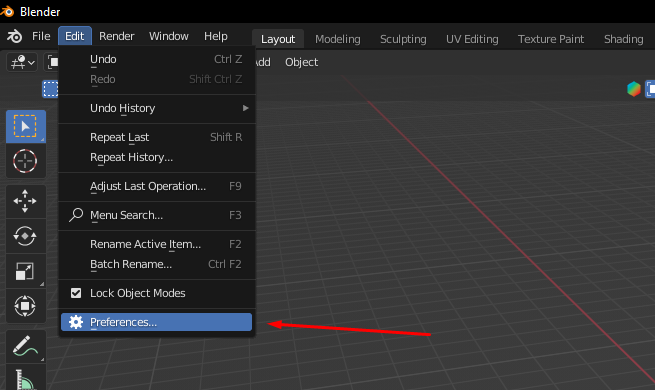 Blender
File Edit Render Window Help Layout Modeling Sculpting UV Editing Texture Paint Shading
Add Object
Undo Ctrl Z
Redo Shift Ctrl Z
Undo History
Repeat Last Shift R
Repeat History...
Adjust Last Operation... F9
Menu Search... F3
Rename Active Item... F2
Batch Rename... Ctrl F2
Lock Object Modes
Preferences...